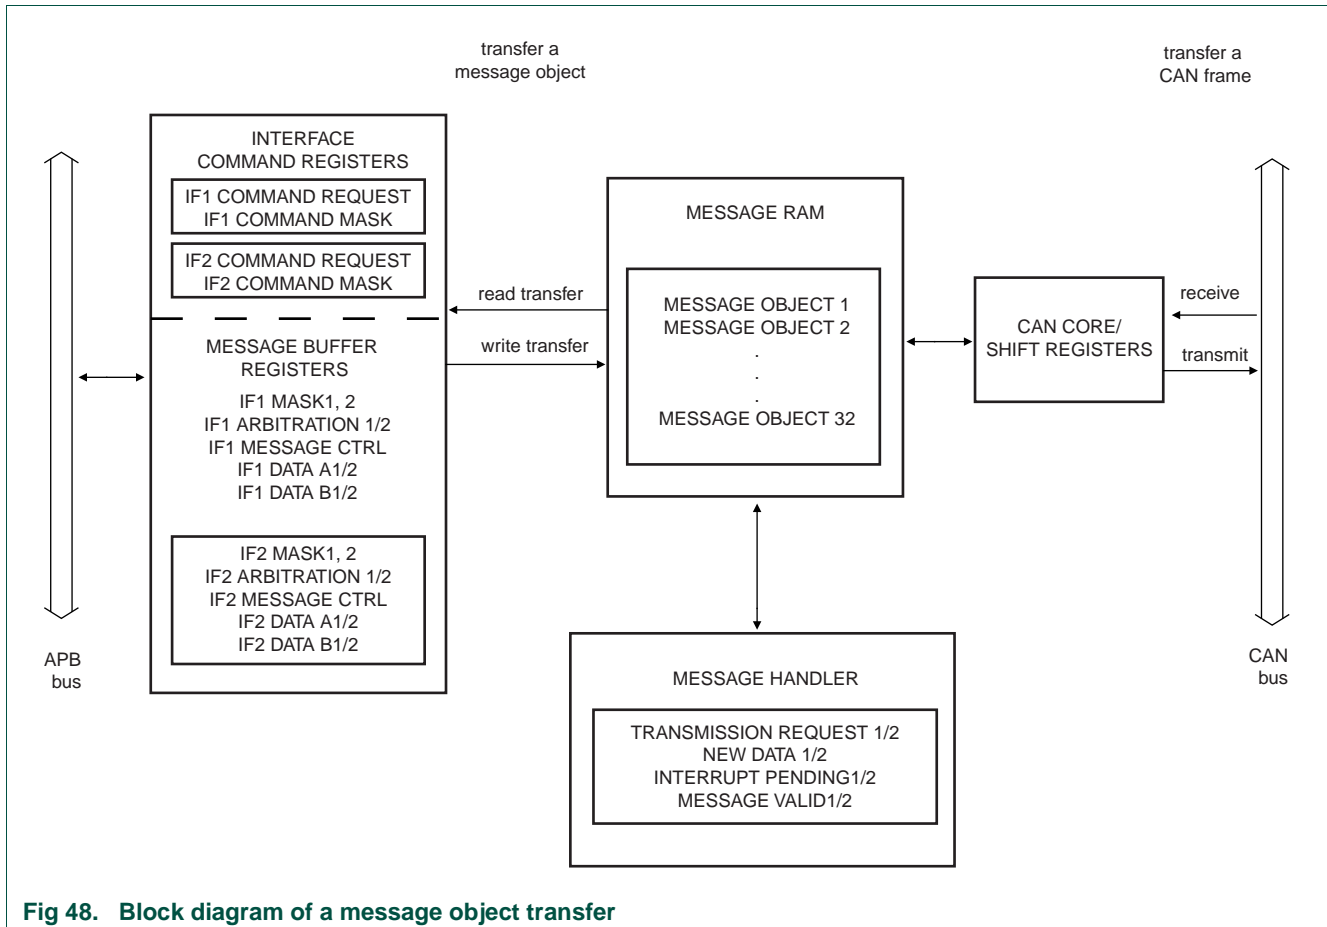 transfer a
message object
transfer a
CAN frame
INTERFACE
COMMAND REGISTERS
IF1 COMMAND REQUEST
IF1 COMMAND MASK
IF2 COMMAND REQUEST
IF2 COMMAND MASK
MESSAGE BUFFER
REGISTERS
IF1 MASK1, 2
IF1 ARBITRATION 1/2
IF1 MESSAGE CTRL
IF1 DATA A1/2
IF1 DATA B1/2
IF2 MASK1, 2
IF2 ARBITRATION 1/2
IF2 MESSAGE CTRL
IF2 DATA A1/2
IF2 DATA B1/2
APB
bus
read transfer
write transfer
MESSAGE RAM
MESSAGE OBJECT 1
MESSAGE OBJECT 2
.
.
.
MESSAGE OBJECT 32
CAN CORE/
SHIFT REGISTERS
receive
transmit
CAN
bus
MESSAGE HANDLER
TRANSMISSION REQUEST 1/2
NEW DATA 1/2
INTERRUPT PENDING1/2
MESSAGE VALID1/2
Fig 48. Block diagram of a message object transfer